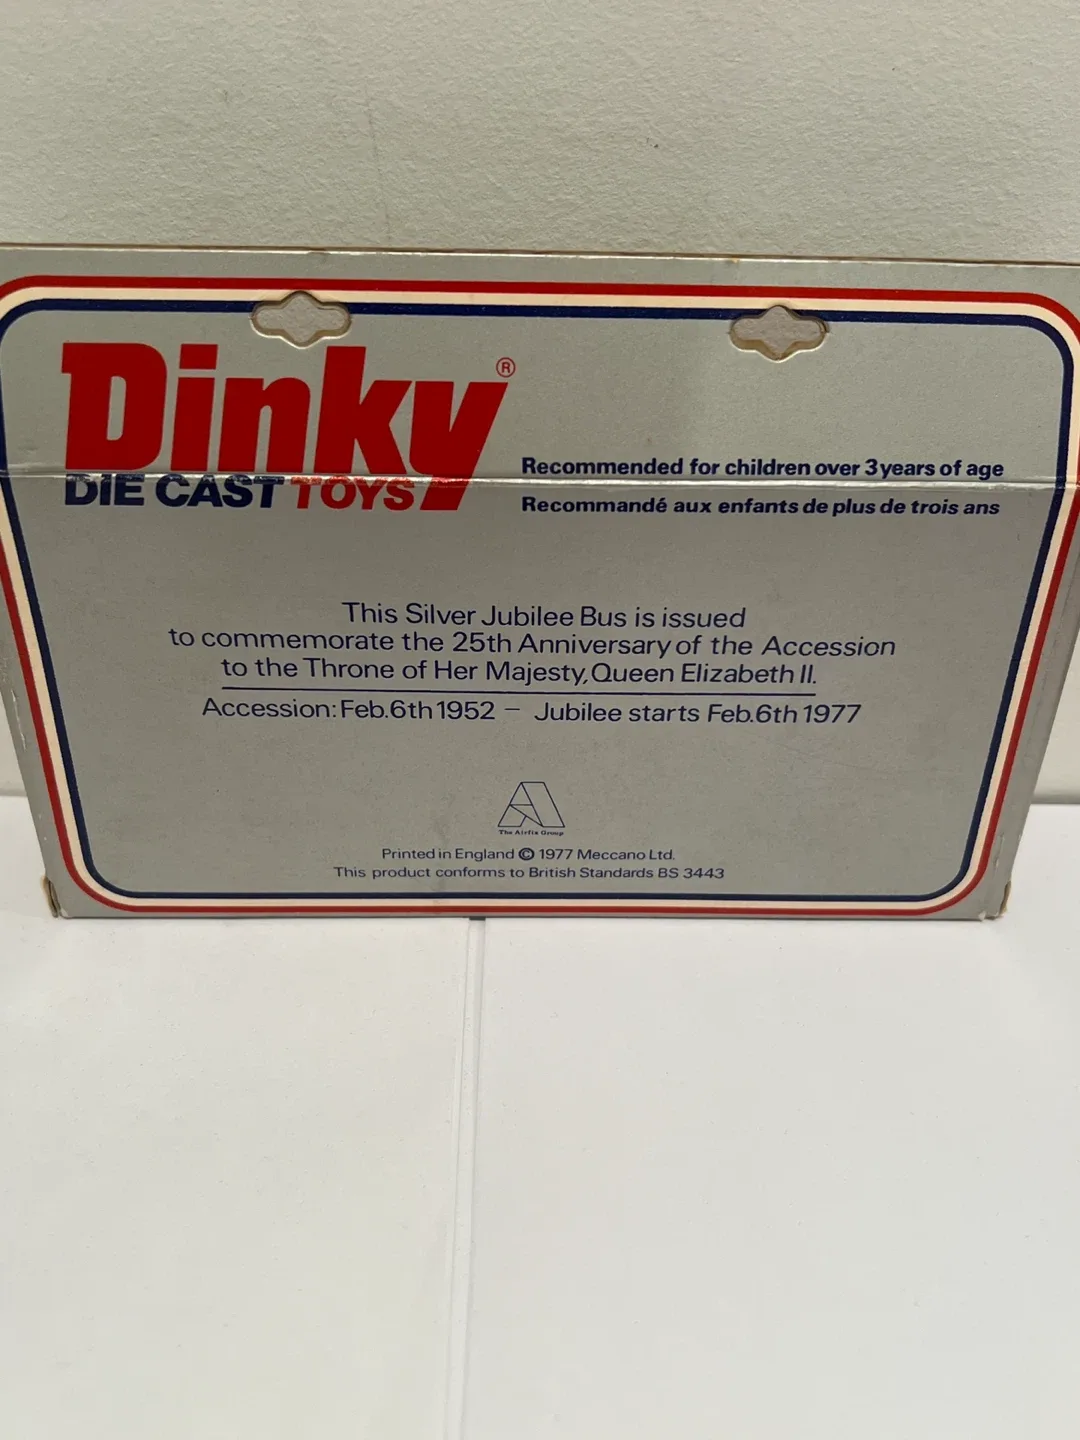 Dinky®
DIE CAST TOYS
Recommended for children over 3 years of age
Recommandé aux enfants de plus de trois ans
This Silver Jubilee Bus is issued
to commemorate the 25th Anniversary of the Accession
to the Throne of Her Majesty, Queen Elizabeth II.
Accession: Feb. 6th 1952 – Jubilee starts Feb. 6th 1977
The Airfix Group
Printed in England © 1977 Meccano Ltd.
This product conforms to British Standards BS 3443